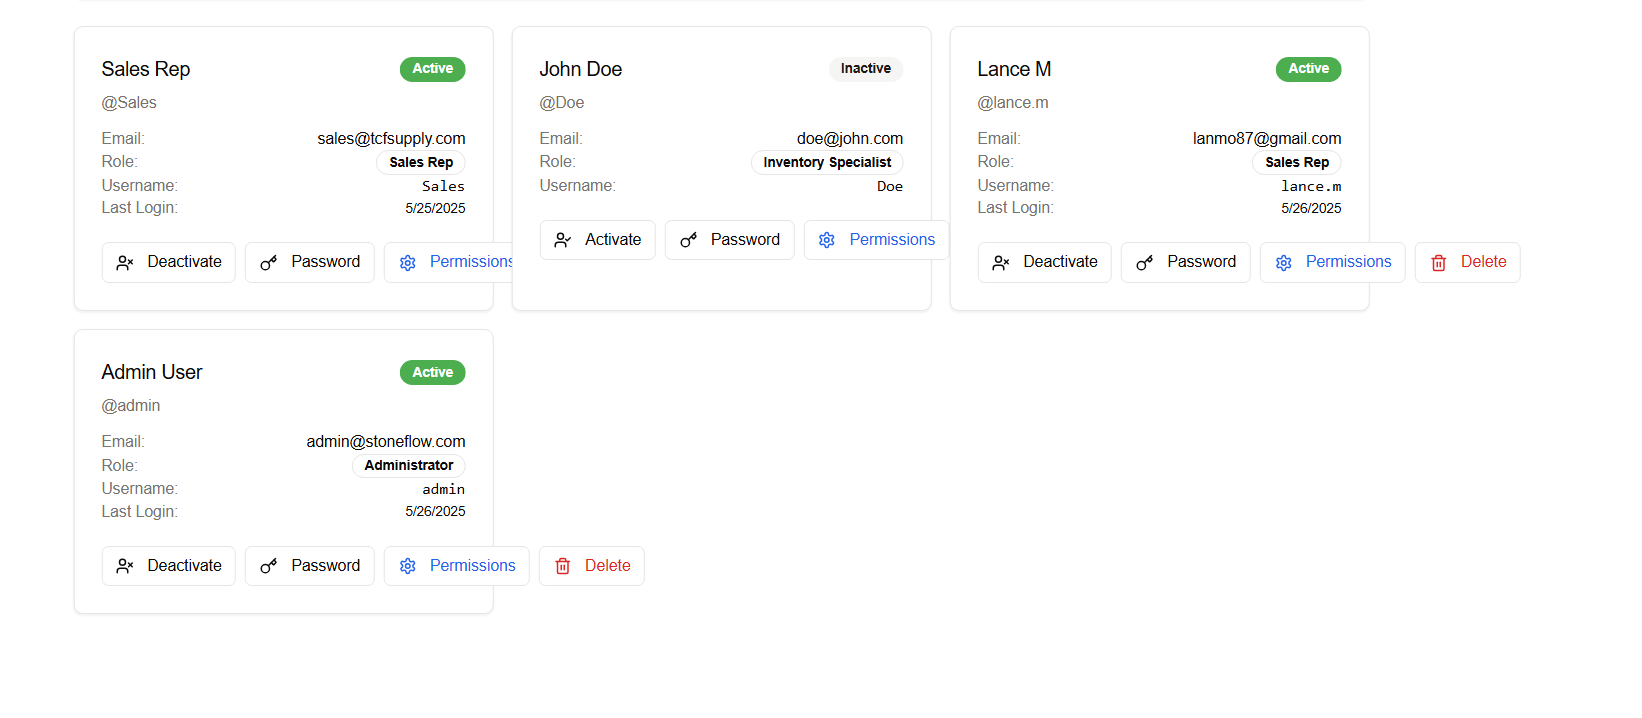 Sales Rep
Active
@Sales
Email:
sales@tcfsupply.com
Role:
Sales Rep
Username:
Sales
Last Login:
5/25/2025
Deactivate
Password
Permissions
John Doe
Inactive
@Doe
Email:
doe@john.com
Role:
Inventory Specialist
Username:
Doe
Activate
Password
Permissions
Lance M
Active
@lance.m
Email:
lanmo87@gmail.com
Role:
Sales Rep
Username:
lance.m
Last Login:
5/26/2025
Deactivate
Password
Permissions
Delete
Admin User
Active
@admin
Email:
admin@stoneflow.com
Role:
Administrator
Username:
admin
Last Login:
5/26/2025
Deactivate
Password
Permissions
Delete